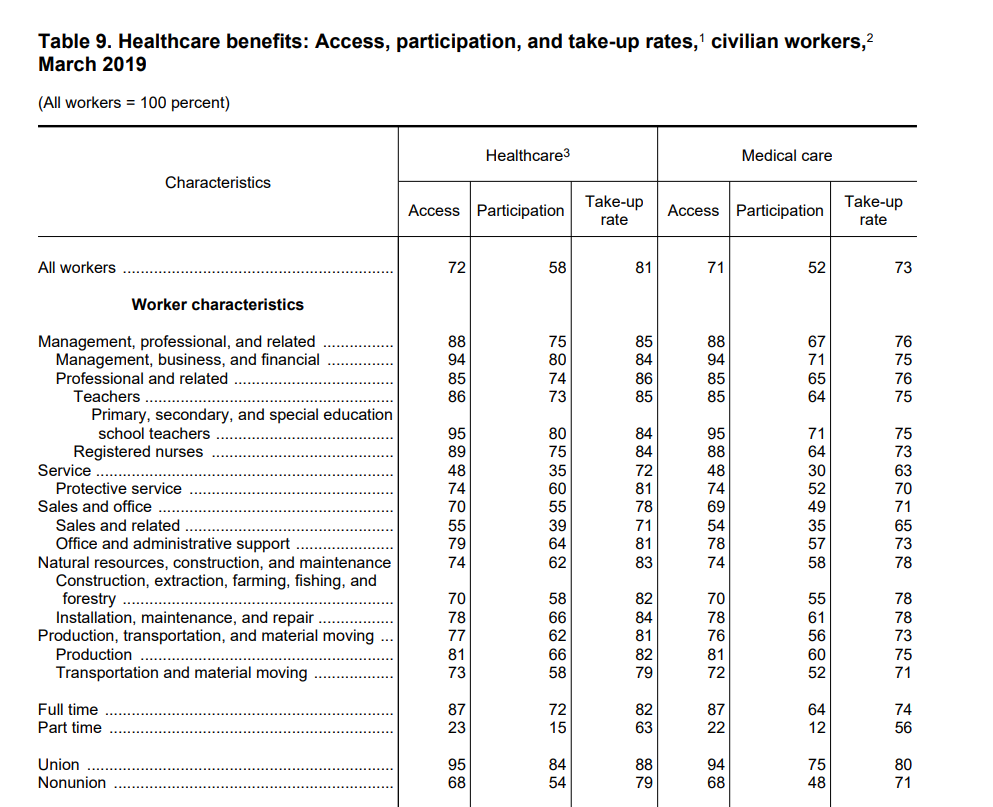 Table 9. Healthcare benefits: Access, participation, and take-up rates,¹ civilian workers,²
March 2019
(All workers = 100 percent)
Characteristics
Healthcare³ Medical care
Access Participation Take-up rate Access Participation Take-up rate
All workers ............................................................. 72 58 81 71 52 73
Worker characteristics
Management, professional, and related ................ 88 75 85 88 67 76
Management, business, and financial ............... 94 80 84 94 71 75
Professional and related .................................... 85 74 86 85 65 76
Teachers ........................................................ 86 73 85 85 64 75
Primary, secondary, and special education
school teachers ........................................ 95 80 84 95 71 75
Registered nurses ......................................... 89 75 84 88 64 73
Service ................................................................... 48 35 72 48 30 63
Protective service .............................................. 74 60 81 74 52 70
Sales and office ..................................................... 70 55 78 69 49 71
Sales and related ............................................... 55 39 71 54 35 65
Office and administrative support ...................... 79 64 81 78 57 73
Natural resources, construction, and maintenance 74 62 83 74 58 78
Construction, extraction, farming, fishing, and
forestry ............................................................. 70 58 82 70 55 78
Installation, maintenance, and repair ................. 78 66 84 78 61 78
Production, transportation, and material moving ... 77 62 81 76 56 73
Production ......................................................... 81 66 82 81 60 75
Transportation and material moving .................. 73 58 79 72 52 71
Full time ................................................................. 87 72 82 87 64 74
Part time ................................................................ 23 15 63 22 12 56
Union ..................................................................... 95 84 88 94 75 80
Nonunion ............................................................... 68 54 79 68 48 71